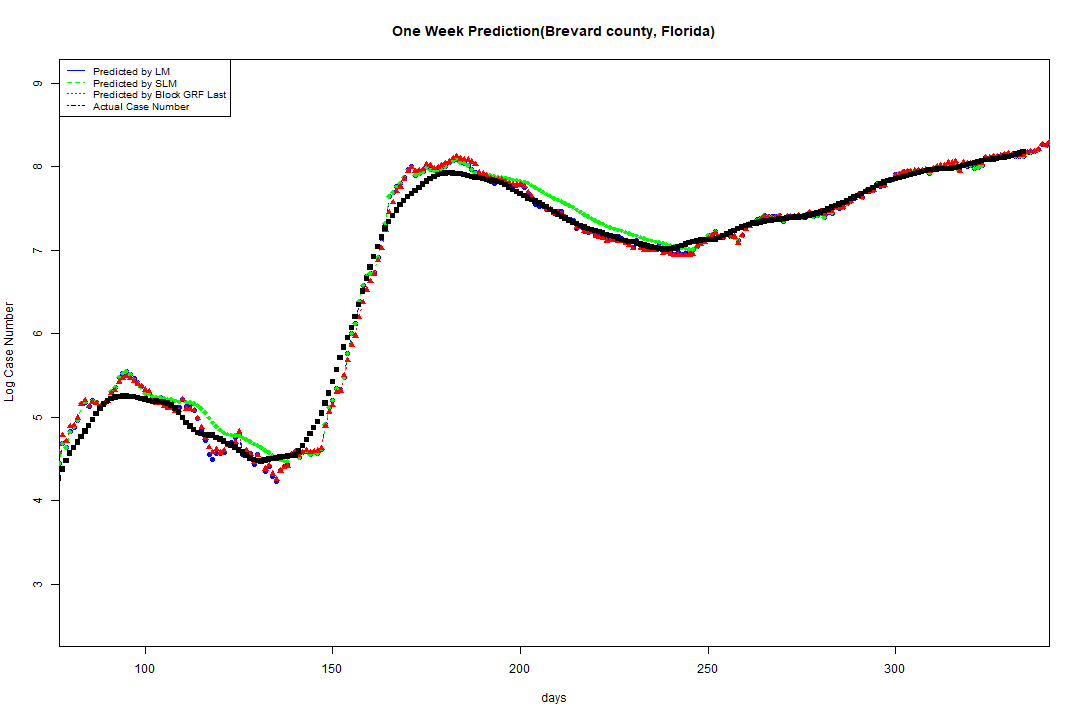 One Week Prediction(Brevard county, Florida)
Predicted by LM
Predicted by SLM
Predicted by Block GRF Last
Actual Case Number
9
8
7
6
5
4
3
Log Case Number
100 150 200 250 300
days